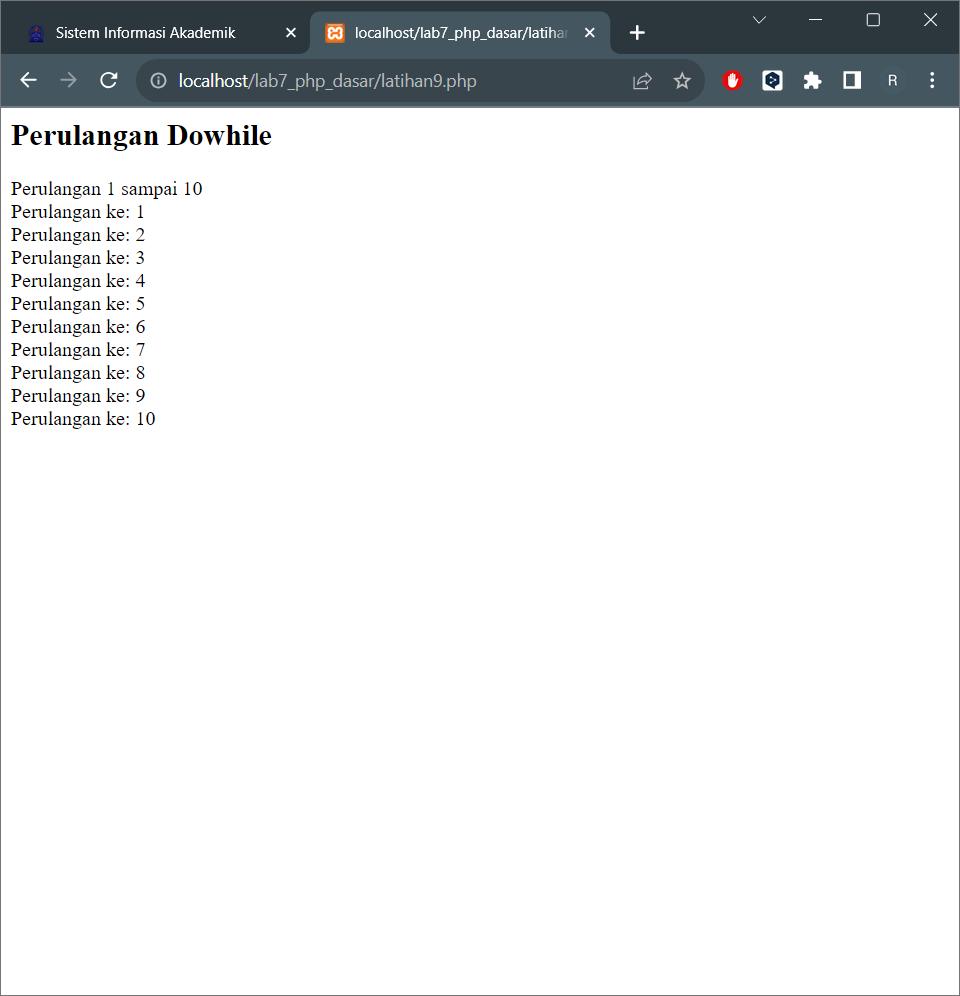 Sistem Informasi Akademik
localhost/lab7_php_dasar/latihar
localhost/lab7_php_dasar/latihan9.php
R
Perulangan Dowhile
Perulangan 1 sampai 10
Perulangan ke: 1
Perulangan ke: 2
Perulangan ke: 3
Perulangan ke: 4
Perulangan ke: 5
Perulangan ke: 6
Perulangan ke: 7
Perulangan ke: 8
Perulangan ke: 9
Perulangan ke: 10